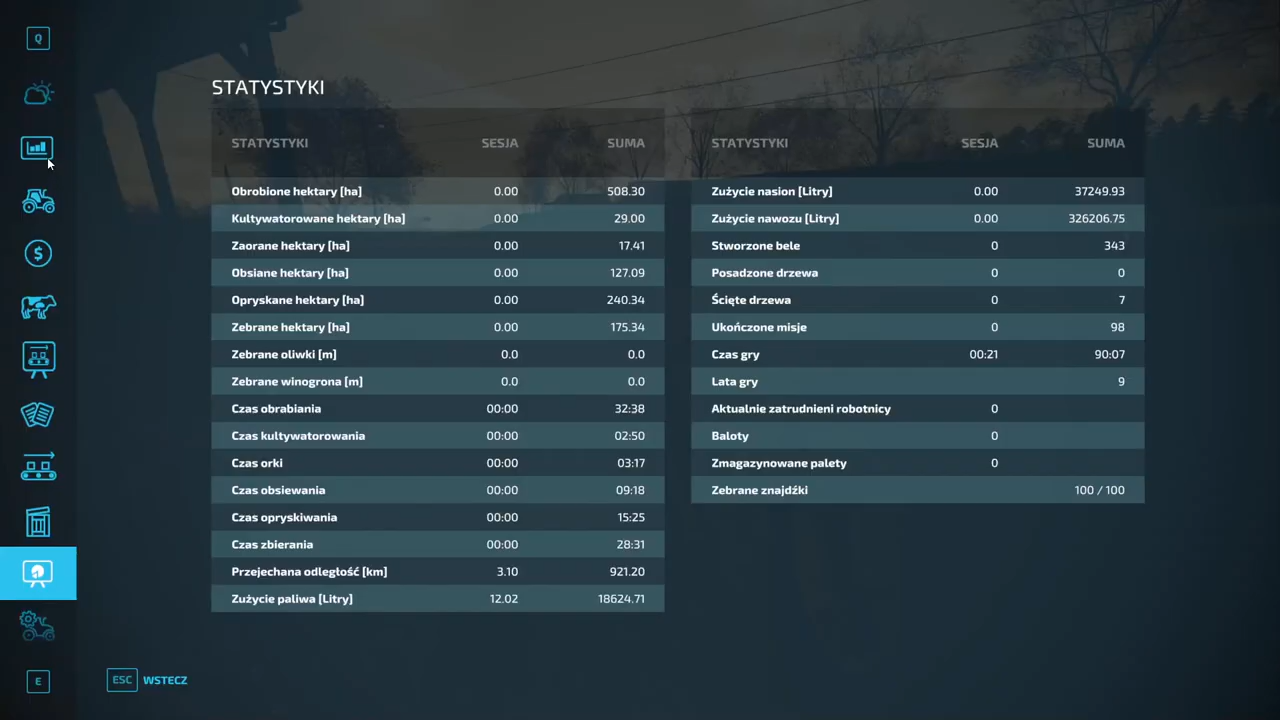 Q
STATYSTYKI
STATYSTYKI SESJA SUMA
Obrobione hektary [ha] 0.00 508.30
Kultywatorowane hektary [ha] 0.00 29.00
Zaorane hektary [ha] 0.00 17.41
Obsiane hektary [ha] 0.00 127.09
Opryskane hektary [ha] 0.00 240.34
Zebrane hektary [ha] 0.00 175.34
Zebrane oliwki [m] 0.0 0.0
Zebrane winogrona [m] 0.0 0.0
Czas obrabiania 00:00 32:38
Czas kultywatorowania 00:00 02:50
Czas orki 00:00 03:17
Czas obsiewania 00:00 09:18
Czas opryskiwania 00:00 15:25
Czas zbierania 00:00 28:31
Przejechana odległość [km] 3.10 921.20
Zużycie paliwa [Litry] 12.02 18624.71
STATYSTYKI SESJA SUMA
Zużycie nasion [Litry] 0.00 37249.93
Zużycie nawozu [Litry] 0.00 326206.75
Stworzone bele 0 343
Posadzone drzewa 0 0
Ścięte drzewa 0 7
Ukończone misje 0 98
Czas gry 00:21 90:07
Lata gry 9
Aktualnie zatrudnieni robotnicy 0
Baloty 0
Zmagazynowane palety 0
Zebrane znajdźki 100 / 100
E
ESC WSTECZ